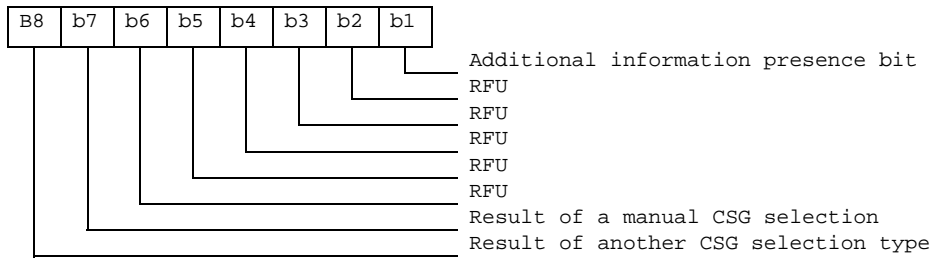 B8 b7 b6 b5 b4 b3 b2 b1
Additional information presence bit
RFU
RFU
RFU
RFU
RFU
Result of a manual CSG selection
Result of another CSG selection type